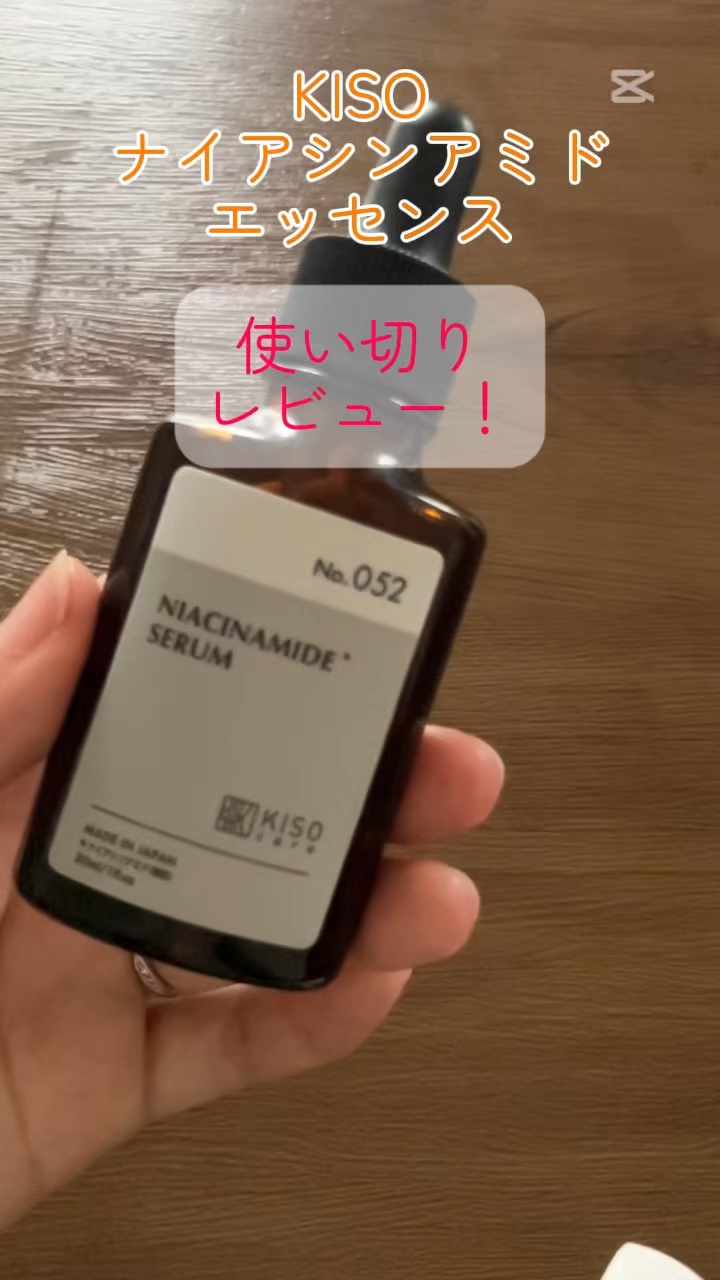 KISO
ナイアシンアミド
エッセンス
使い切り
レビュー！
No.052
NIACINAMIDE*
SERUM
KISO
care
MADE IN JAPAN